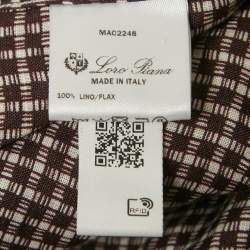 MAC2248
Loro Piana
MADE IN ITALY
100% LINO/FLAX
RFID